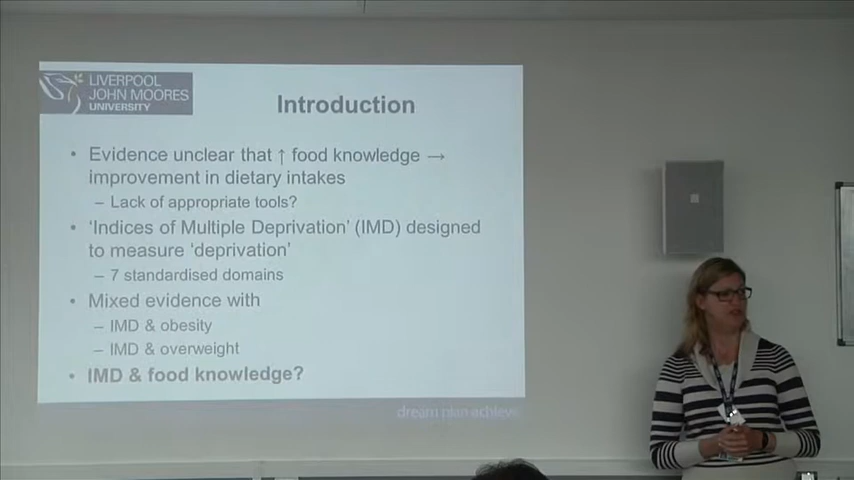 LIVERPOOL
JOHN MOORES
UNIVERSITY
Introduction
• Evidence unclear that ↑ food knowledge →
improvement in dietary intakes
– Lack of appropriate tools?
• ‘Indices of Multiple Deprivation’ (IMD) designed
to measure ‘deprivation’
– 7 standardised domains
• Mixed evidence with
– IMD & obesity
– IMD & overweight
• IMD & food knowledge?
dream plan achieve